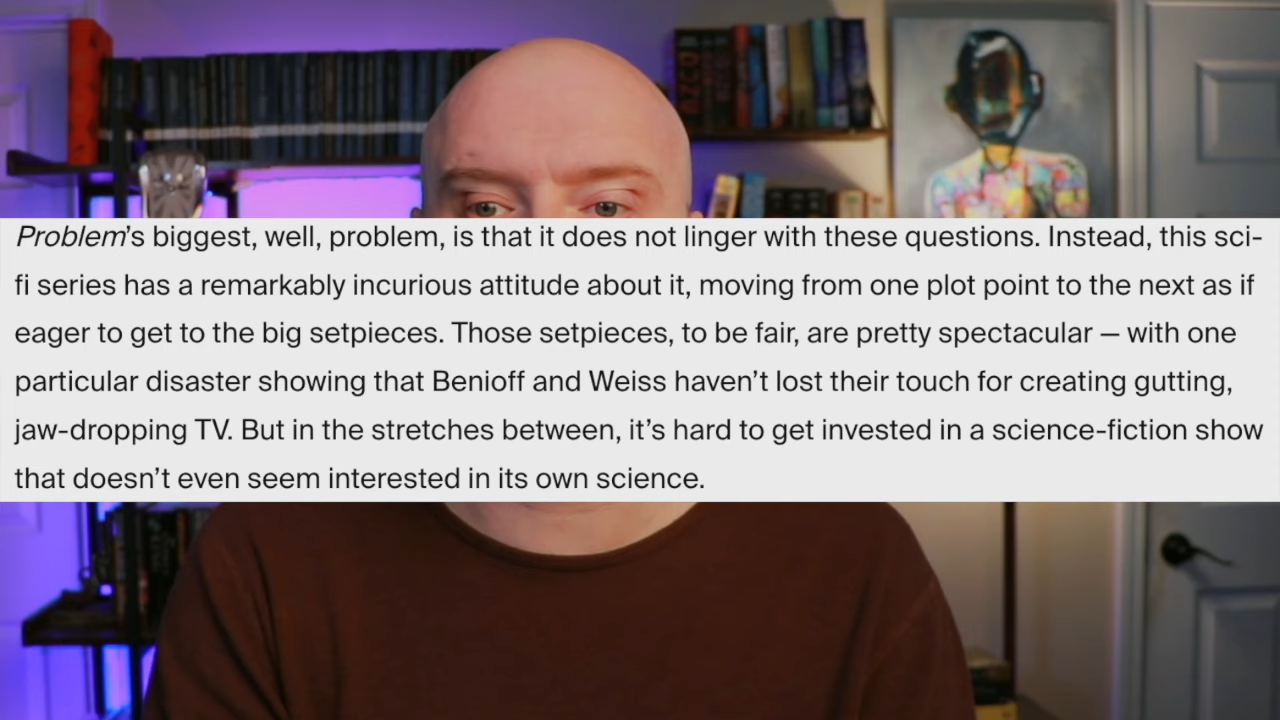 Problem’s biggest, well, problem, is that it does not linger with these questions. Instead, this sci-
fi series has a remarkably incurious attitude about it, moving from one plot point to the next as if
eager to get to the big setpieces. Those setpieces, to be fair, are pretty spectacular — with one
particular disaster showing that Benioff and Weiss haven’t lost their touch for creating gutting,
jaw-dropping TV. But in the stretches between, it’s hard to get invested in a science-fiction show
that doesn’t even seem interested in its own science.